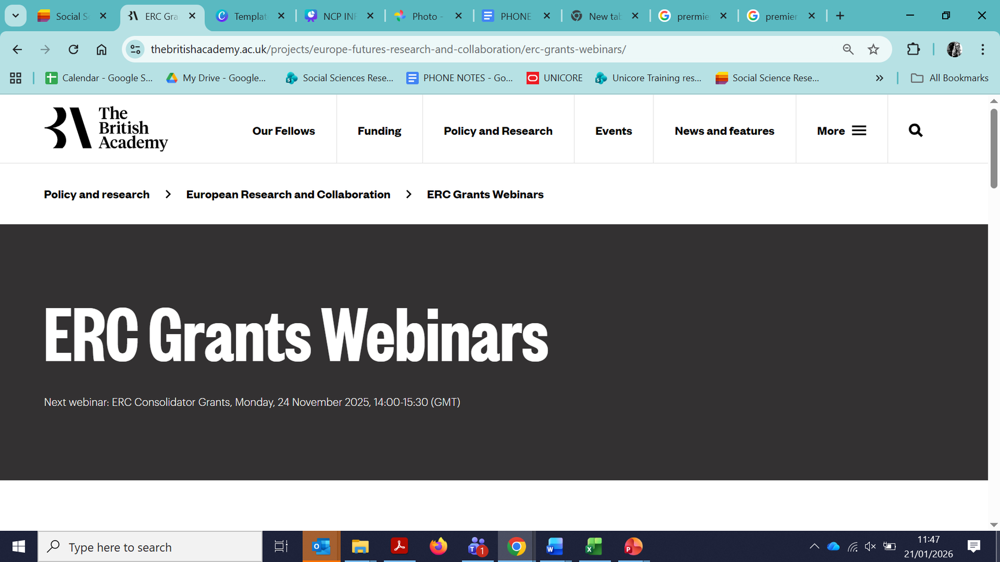 Social S
ERC Gra
Templat
NCP INF
Photo -
PHONE
New tab
prermie
premier
thebritishacademy.ac.uk/projects/europe-futures-research-and-collaboration/erc-grants-webinars/
Calendar - Google S...
My Drive - Google...
Social Sciences Rese...
PHONE NOTES - Go...
UNICORE
Unicore Training res...
Social Science Rese...
All Bookmarks
The
British
Academy
Our Fellows
Funding
Policy and Research
Events
News and features
More
Policy and research > European Research and Collaboration > ERC Grants Webinars
ERC Grants Webinars
Next webinar: ERC Consolidator Grants, Monday, 24 November 2025, 14:00-15:30 (GMT)
Type here to search
1
11:47
21/01/2026